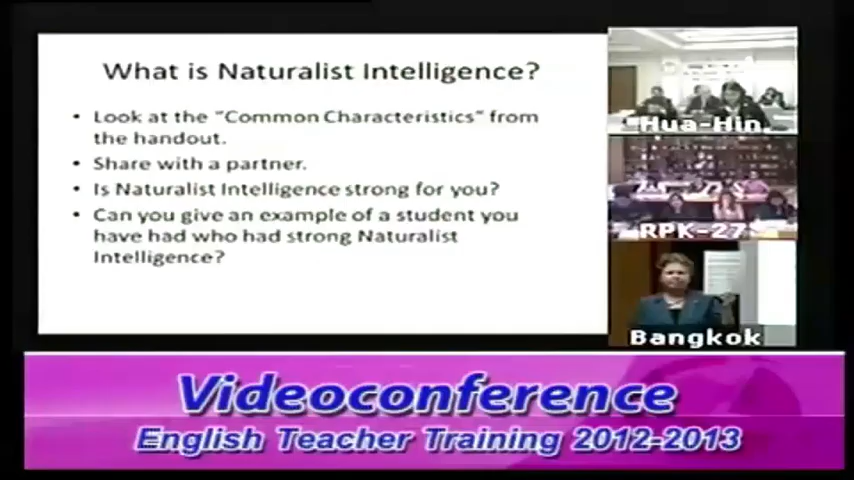 What is Naturalist Intelligence?
• Look at the "Common Characteristics" from
the handout.
• Share with a partner.
• Is Naturalist Intelligence strong for you?
• Can you give an example of a student you
have had who had strong Naturalist
Intelligence?
Hua-Hin
RPK-27
Bangkok
Videoconference
English Teacher Training 2012-2013